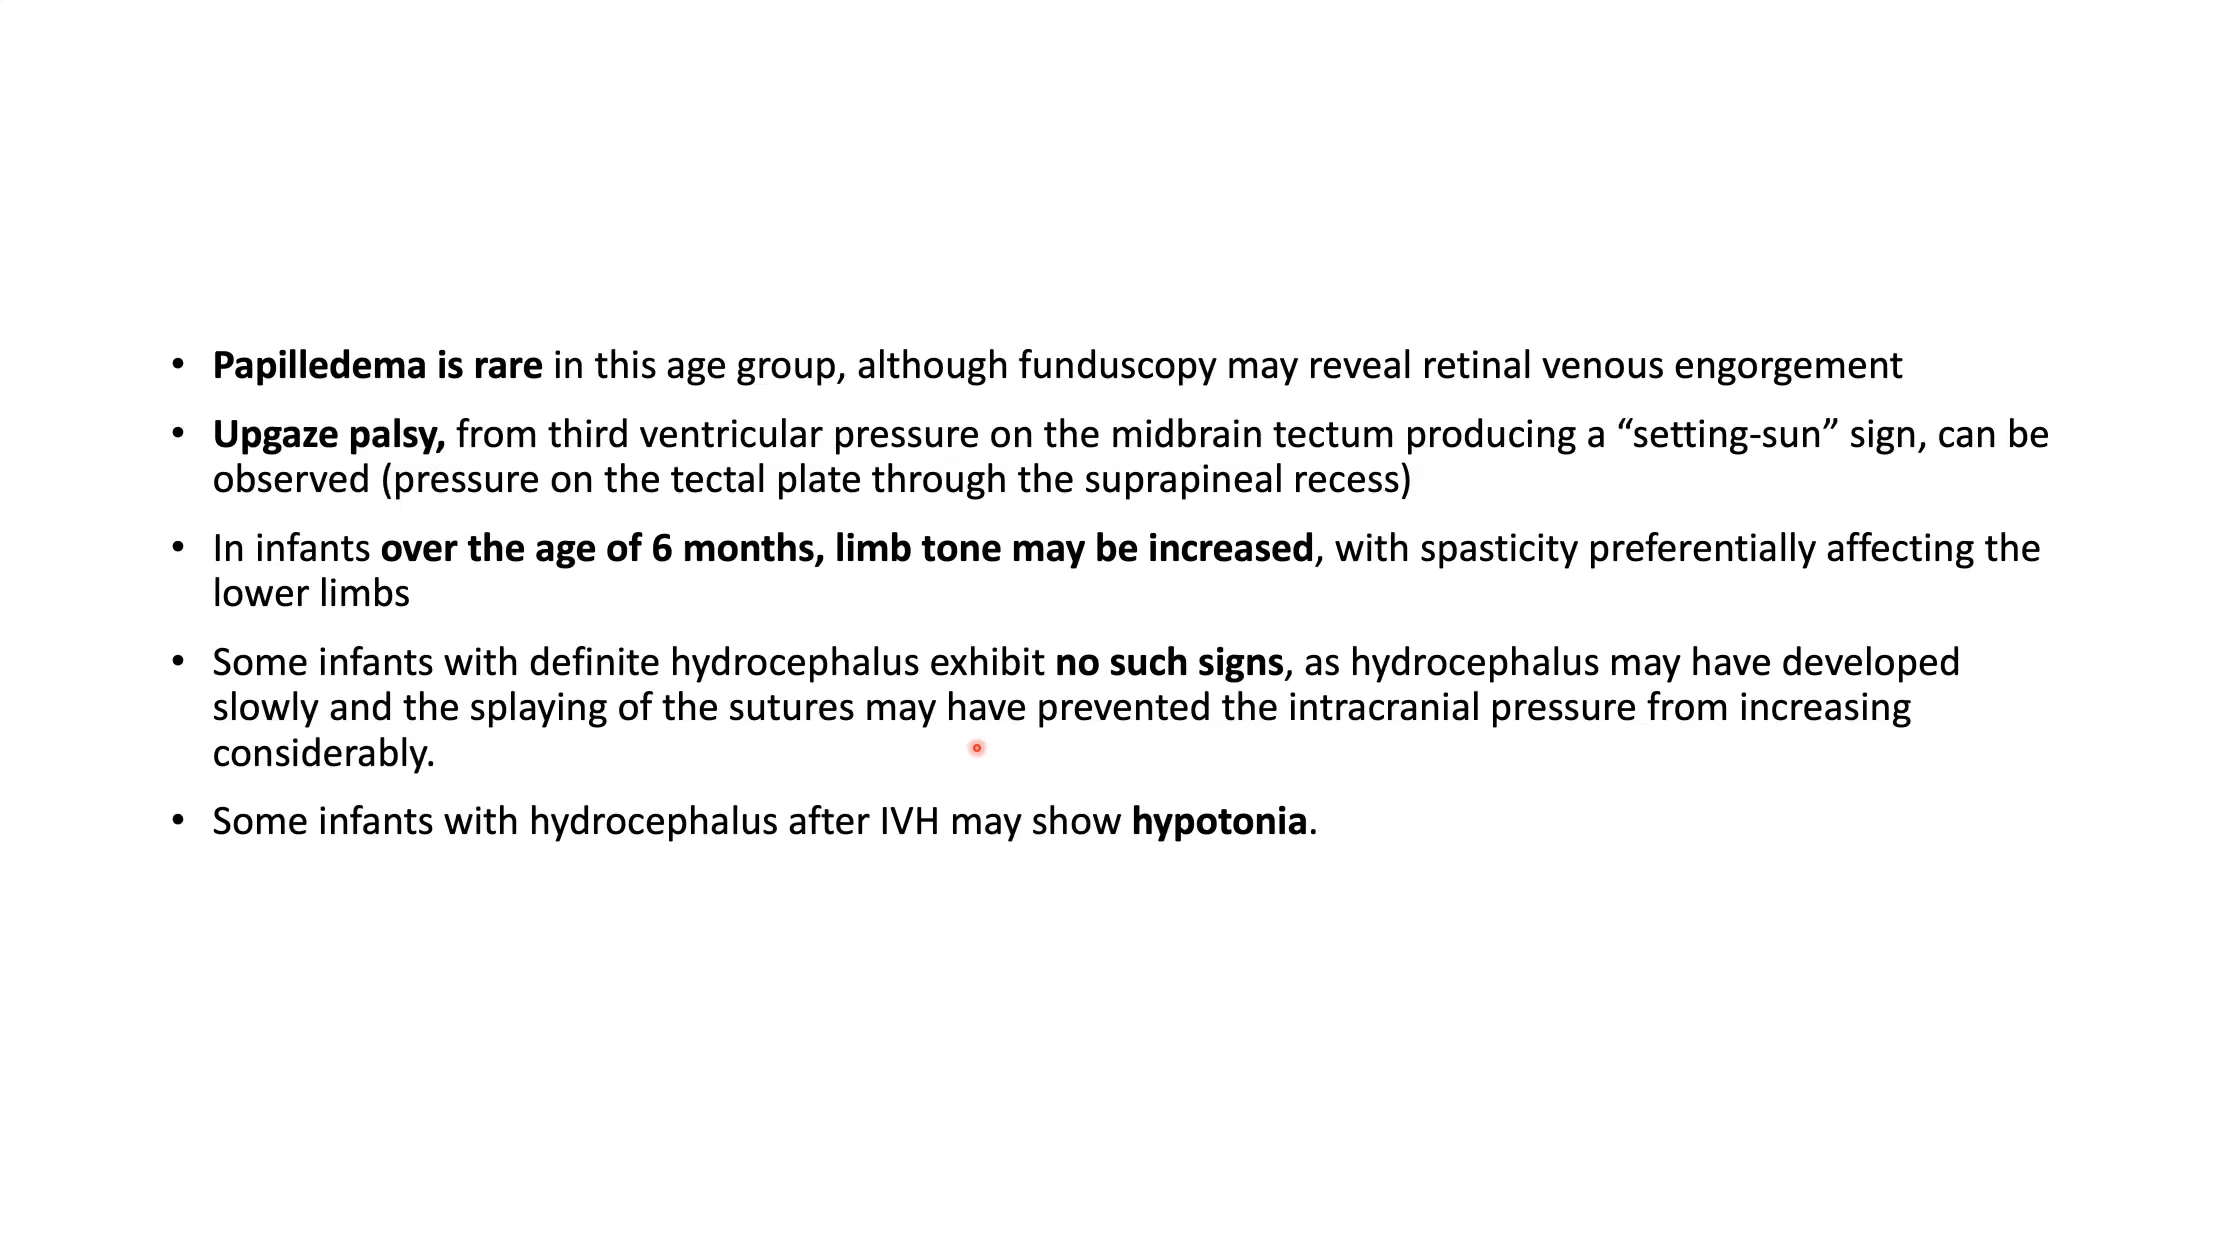 • Papilledema is rare in this age group, although funduscopy may reveal retinal venous engorgement
• Upgaze palsy, from third ventricular pressure on the midbrain tectum producing a “setting-sun” sign, can be
observed (pressure on the tectal plate through the suprapineal recess)
• In infants over the age of 6 months, limb tone may be increased, with spasticity preferentially affecting the
lower limbs
• Some infants with definite hydrocephalus exhibit no such signs, as hydrocephalus may have developed
slowly and the splaying of the sutures may have prevented the intracranial pressure from increasing
considerably.
• Some infants with hydrocephalus after IVH may show hypotonia.